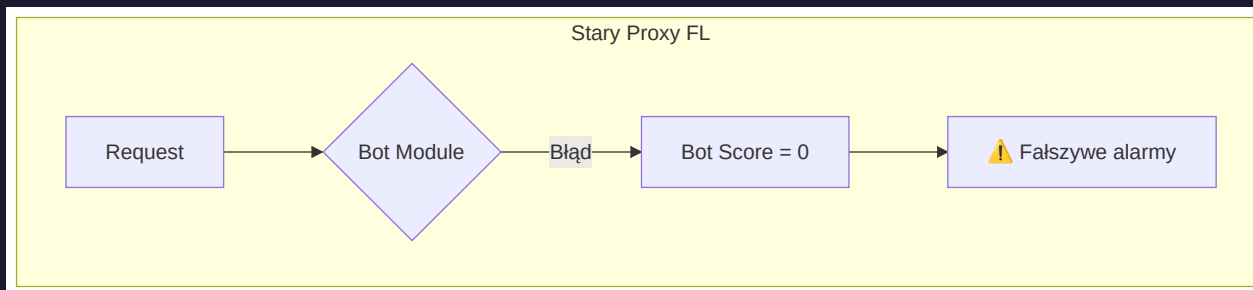 Stary Proxy FL
Request
Bot Module
Błąd
Bot Score = 0
⚠️ Fałszywe alarmy